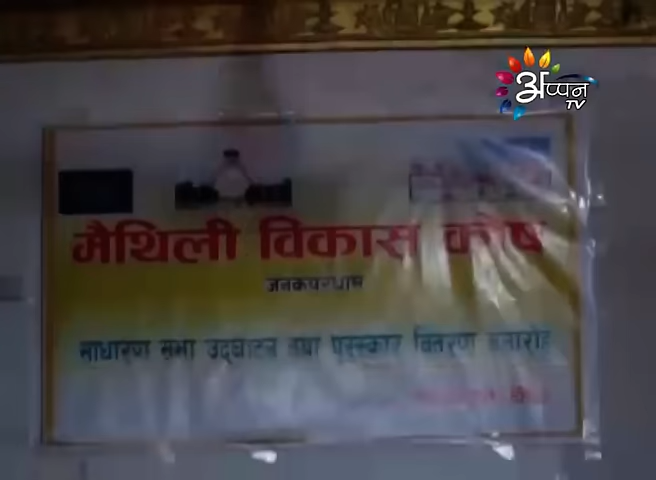 अप्पन
TV
मैथिली विकास कोष
जनकपुरधाम
साधारण सभा उद्घाटन तथा पुरस्कार वितरण समारोह